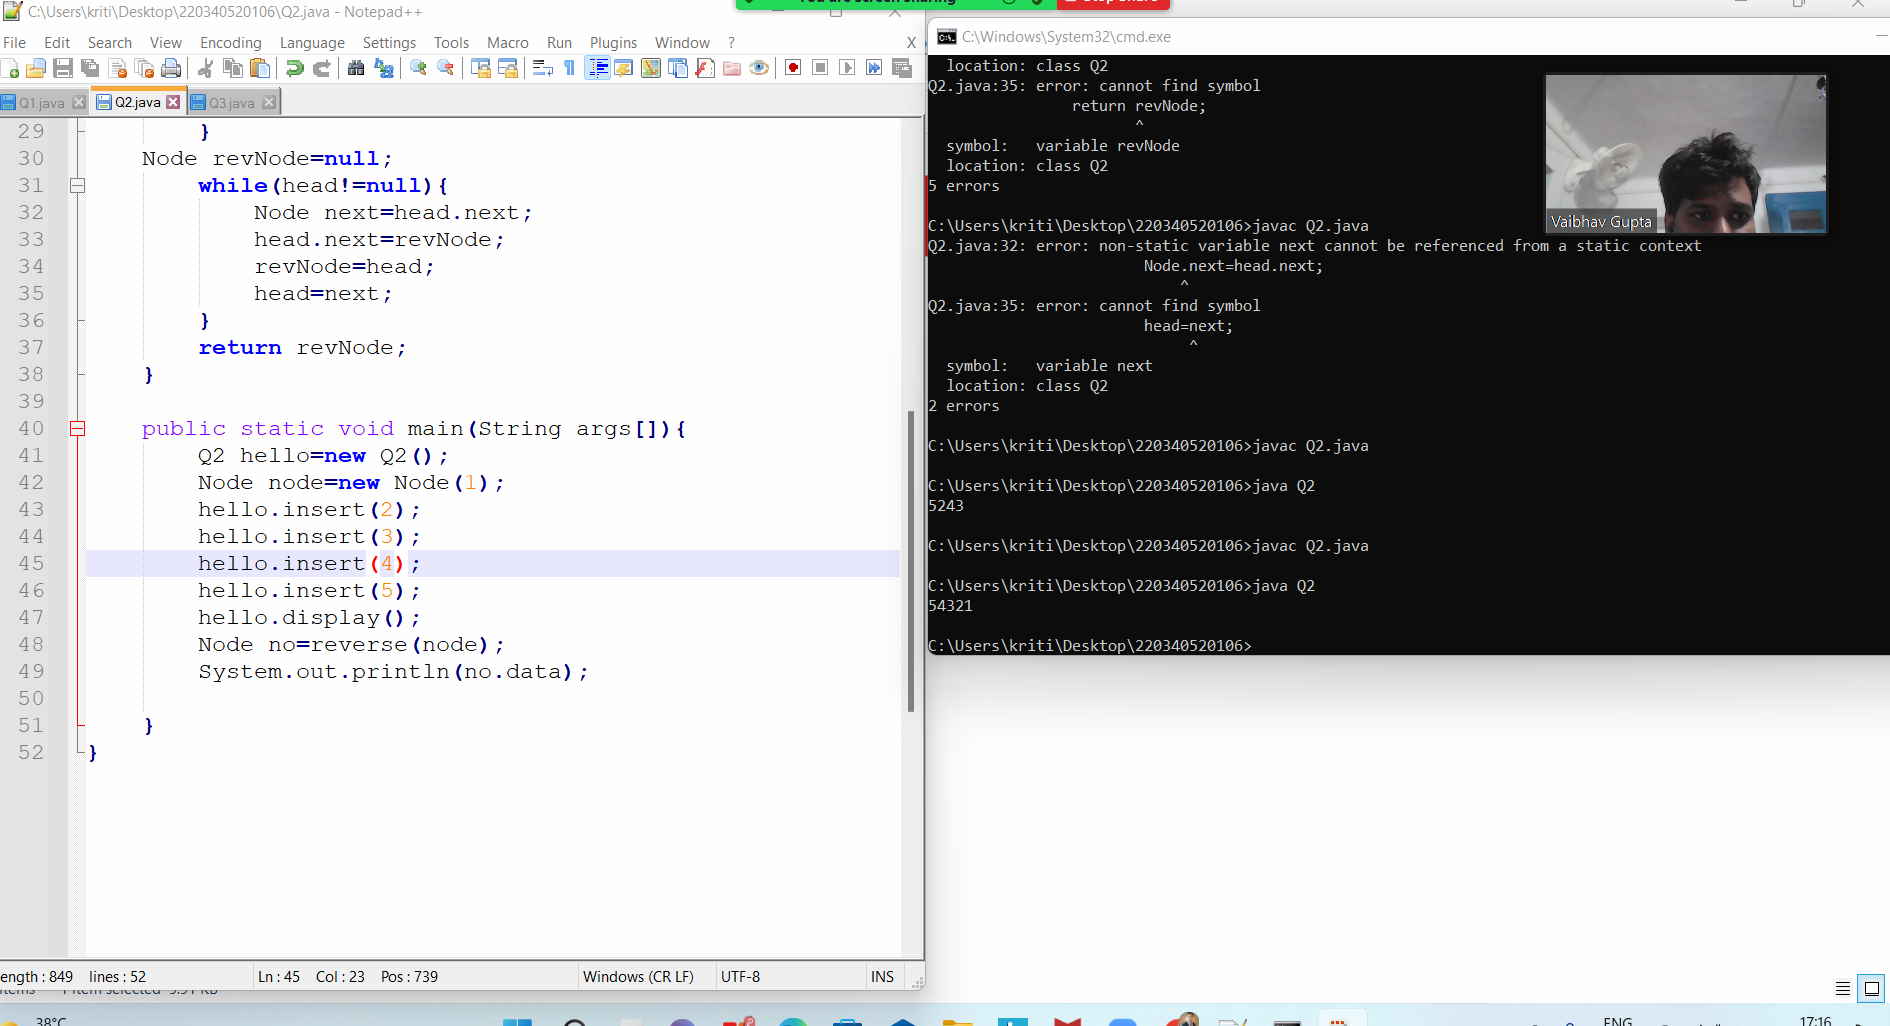 C:\Users\kriti\Desktop\220340520106\Q2.java - Notepad++
File Edit Search View Encoding Language Settings Tools Macro Run Plugins Window ? X
Q1.java Q2.java Q3.java
29 }
30 Node revNode=null;
31 while(head!=null){
32 Node next=head.next;
33 head.next=revNode;
34 revNode=head;
35 head=next;
36 }
37 return revNode;
38 }
39
40 public static void main(String args[]){
41 Q2 hello=new Q2();
42 Node node=new Node(1);
43 hello.insert(2);
44 hello.insert(3);
45 hello.insert(4);
46 hello.insert(5);
47 hello.display();
48 Node no=reverse(node);
49 System.out.println(no.data);
50
51 }
52 }
ength : 849 lines : 52 Ln : 45 Col : 23 Pos : 739 Windows (CR LF) UTF-8 INS
C:\Windows\System32\cmd.exe
location: class Q2
Q2.java:35: error: cannot find symbol
return revNode;
^
symbol: variable revNode
location: class Q2
5 errors
C:\Users\kriti\Desktop\220340520106>javac Q2.java
Q2.java:32: error: non-static variable next cannot be referenced from a static context
Node.next=head.next;
^
Q2.java:35: error: cannot find symbol
head=next;
^
symbol: variable next
location: class Q2
2 errors
C:\Users\kriti\Desktop\220340520106>javac Q2.java
C:\Users\kriti\Desktop\220340520106>java Q2
5243
C:\Users\kriti\Desktop\220340520106>javac Q2.java
C:\Users\kriti\Desktop\220340520106>java Q2
54321
C:\Users\kriti\Desktop\220340520106>
Vaibhav Gupta
38°C
ENG
17:16